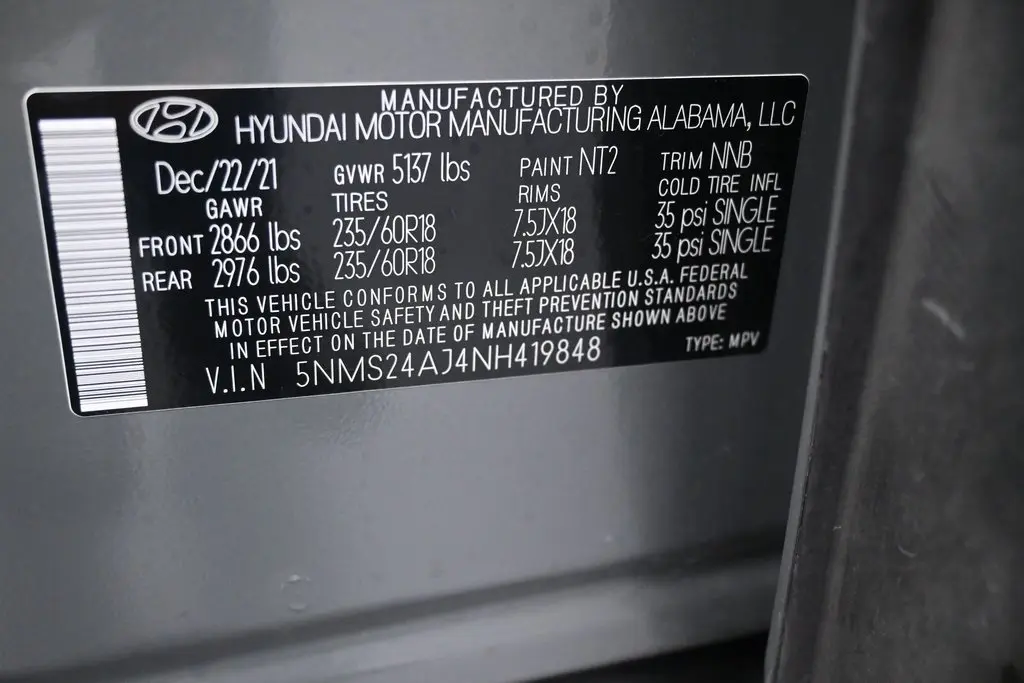 MANUFACTURED BY
HYUNDAI MOTOR MANUFACTURING ALABAMA, LLC
Dec/22/21 GVWR 5137 lbs PAINT NT2 TRIM NNB
GAWR TIRES RIMS COLD TIRE INFL
FRONT 2866 lbs 235/60R18 7.5JX18 35 psi SINGLE
REAR 2976 lbs 235/60R18 7.5JX18 35 psi SINGLE
THIS VEHICLE CONFORMS TO ALL APPLICABLE U.S.A. FEDERAL
MOTOR VEHICLE SAFETY AND THEFT PREVENTION STANDARDS
IN EFFECT ON THE DATE OF MANUFACTURE SHOWN ABOVE
V.I.N 5NMS24AJ4NH419848 TYPE: MPV